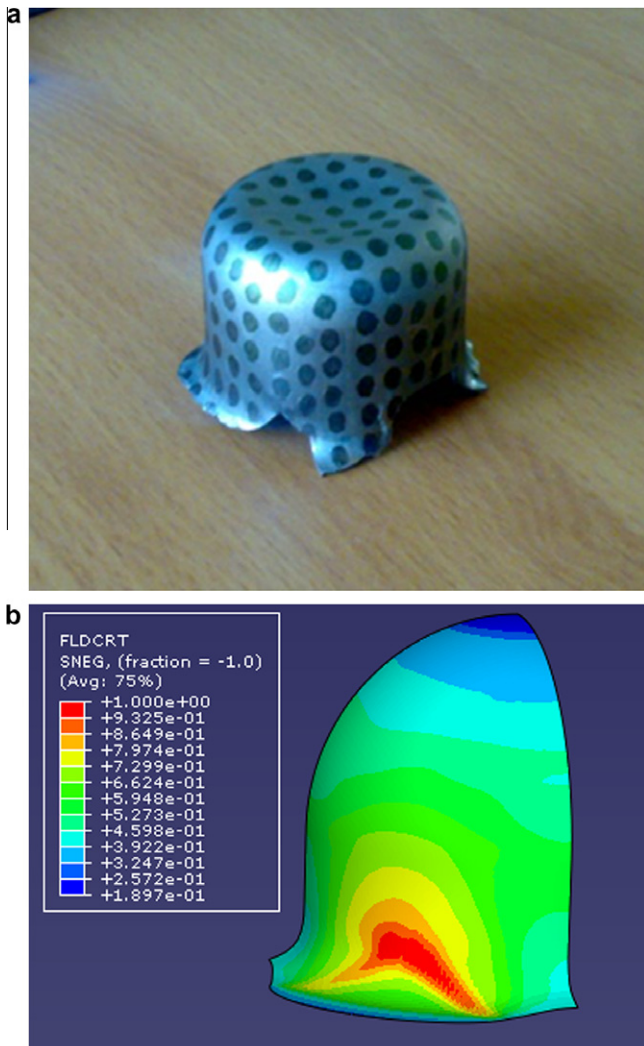 a
b
FLDCRT
SNEG, (fraction = -1.0)
(Avg: 75%)
+1.000e+00
+9.325e-01
+8.649e-01
+7.974e-01
+7.299e-01
+6.624e-01
+5.948e-01
+5.273e-01
+4.598e-01
+3.922e-01
+3.247e-01
+2.572e-01
+1.897e-01